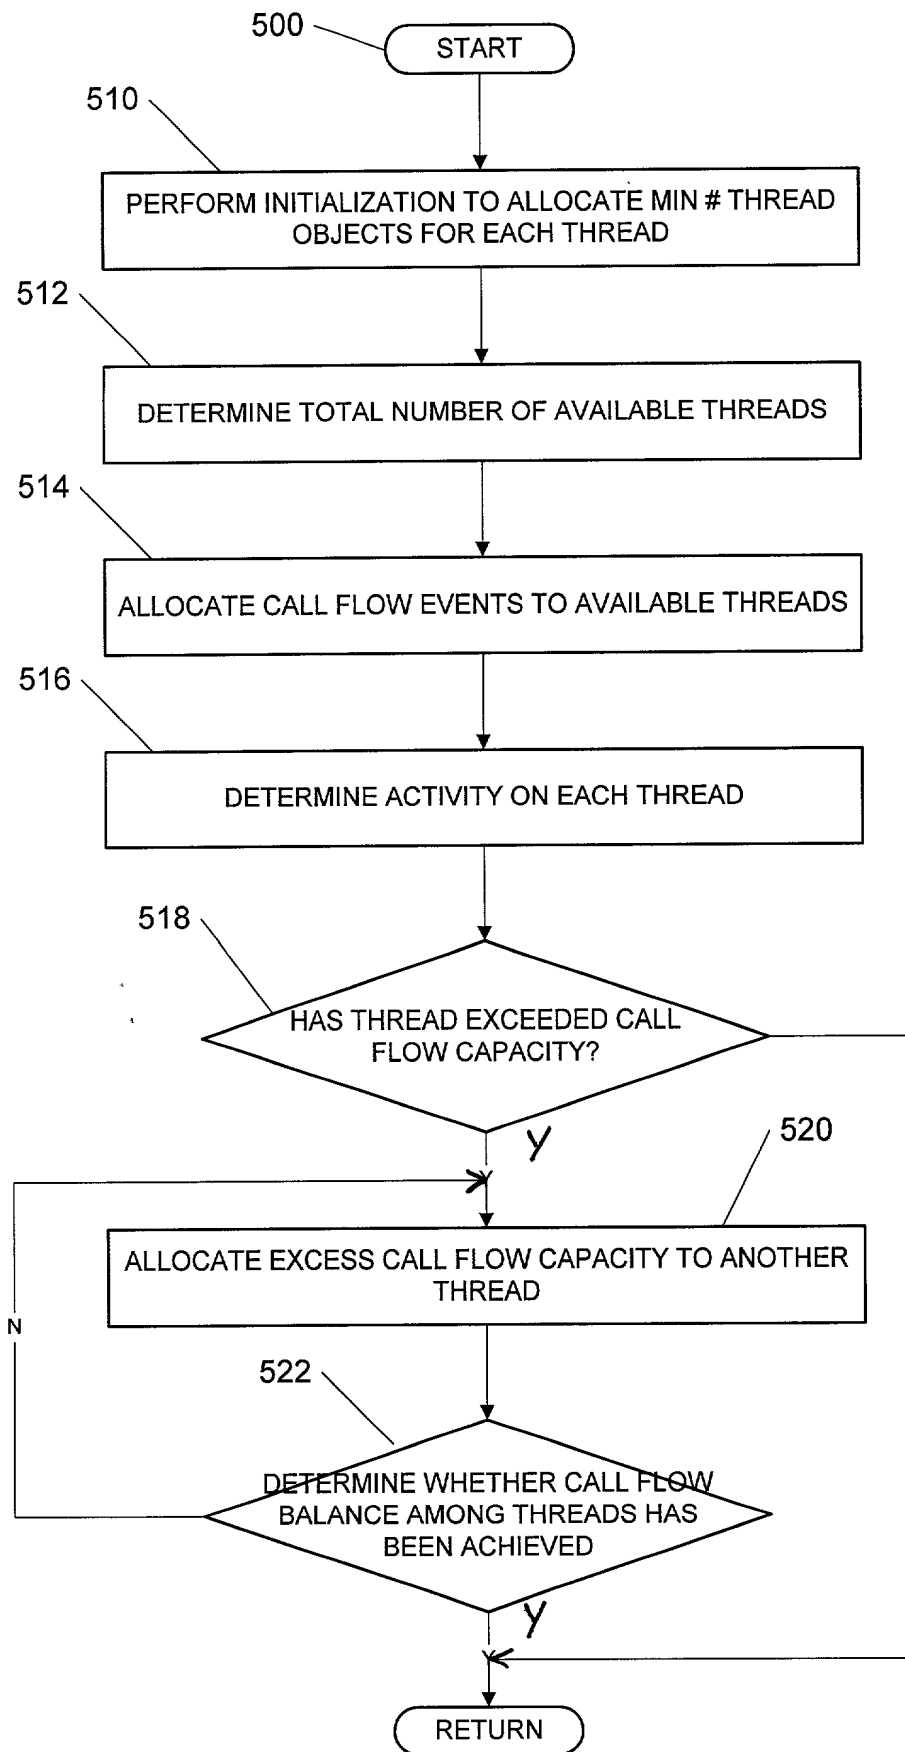 500
START
510
PERFORM INITIALIZATION TO ALLOCATE MIN # THREAD
OBJECTS FOR EACH THREAD
512
DETERMINE TOTAL NUMBER OF AVAILABLE THREADS
514
ALLOCATE CALL FLOW EVENTS TO AVAILABLE THREADS
516
DETERMINE ACTIVITY ON EACH THREAD
518
HAS THREAD EXCEEDED CALL
FLOW CAPACITY?
Y
Y
520
ALLOCATE EXCESS CALL FLOW CAPACITY TO ANOTHER
THREAD
N
522
DETERMINE WHETHER CALL FLOW
BALANCE AMONG THREADS HAS
BEEN ACHIEVED
Y
Y
RETURN